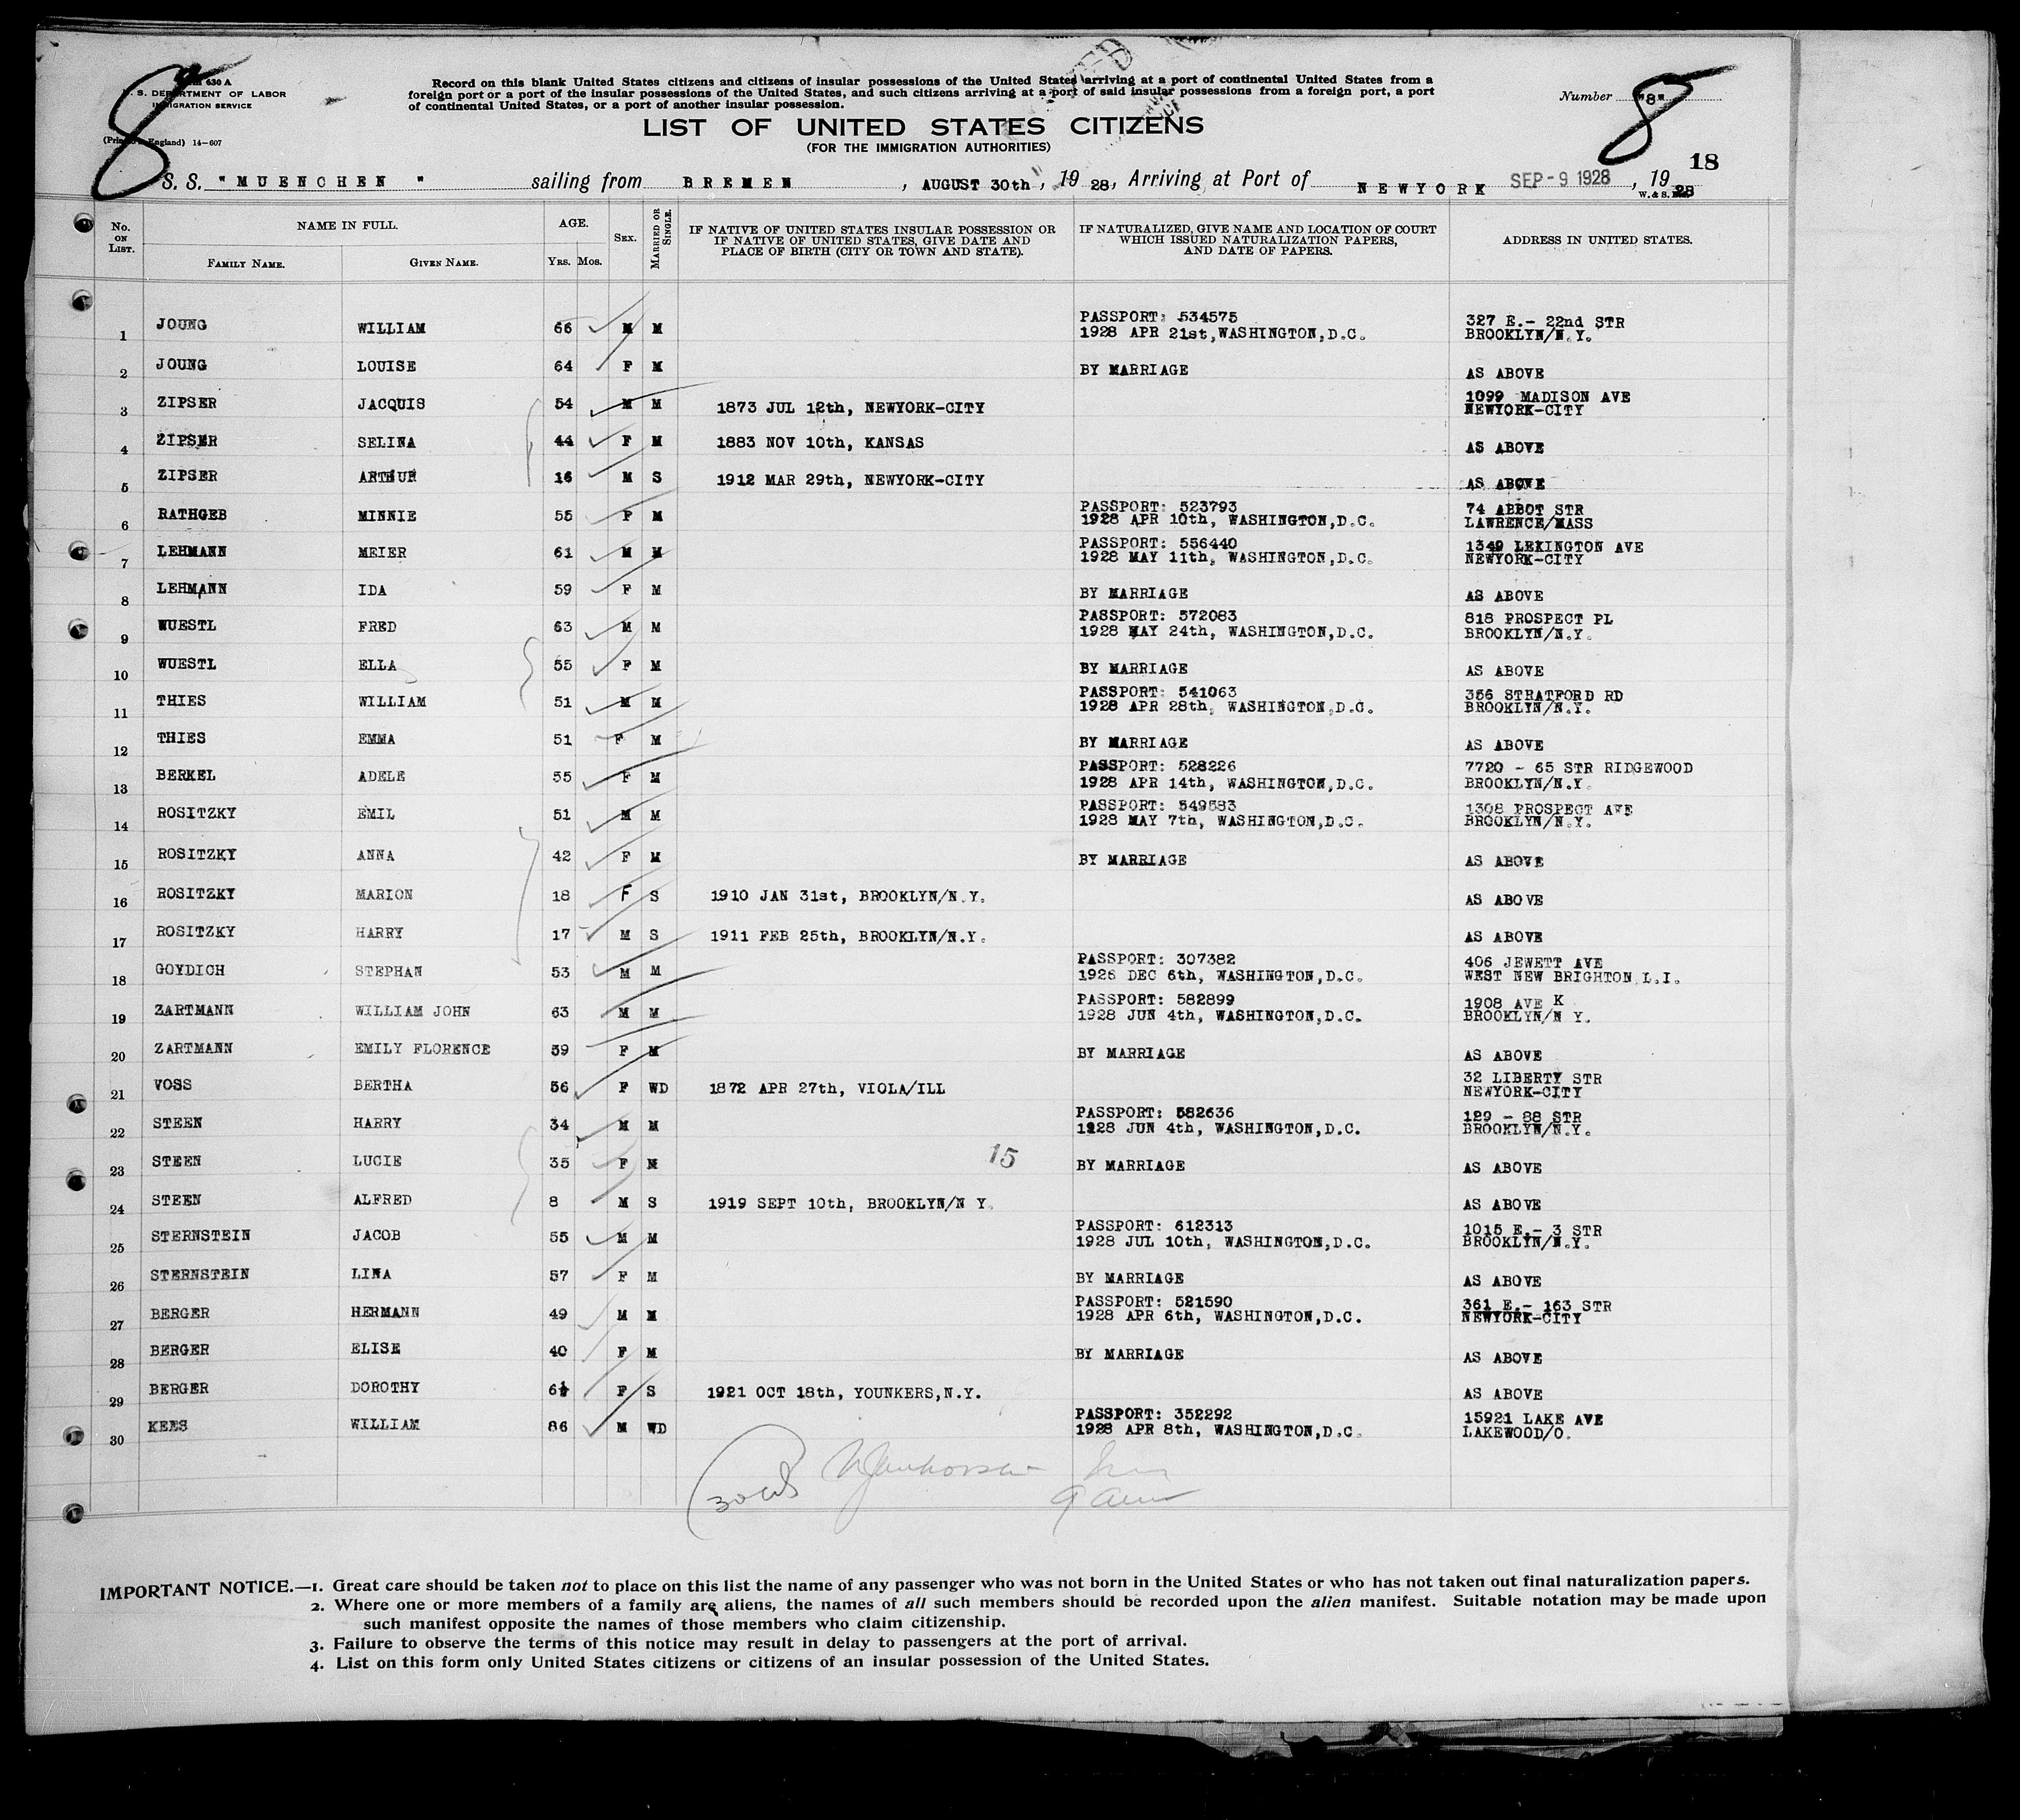 8
630 A
S. DEPARTMENT OF LABOR
IMMIGRATION SERVICE
(Printed England) 14—607
Record on this blank United States citizens and citizens of insular possessions of the United States arriving at a port of continental United States from a
foreign port or a port of the insular possessions of the United States, and such citizens arriving at a port of said insular possessions from a foreign port, a port
of continental United States, or a port of another insular possession.
LIST OF UNITED STATES CITIZENS
(FOR THE IMMIGRATION AUTHORITIES)
Number "8"
8
18
S. S. "MUENCHEN" sailing from BREMEN, AUGUST 30th, 1928, Arriving at Port of NEWYORK SEP -9 1928, 1928
W. & S.
No. ON LIST. NAME IN FULL. AGE. SEX. MARRIED OR SINGLE. IF NATIVE OF UNITED STATES INSULAR POSSESSION OR IF NATIVE OF UNITED STATES, GIVE DATE AND PLACE OF BIRTH (CITY OR TOWN AND STATE). IF NATURALIZED, GIVE NAME AND LOCATION OF COURT WHICH ISSUED NATURALIZATION PAPERS, AND DATE OF PAPERS. ADDRESS IN UNITED STATES.
FAMILY NAME. GIVEN NAME. YRS. MOS.
1 JOUNG WILLIAM 66 M M PASSPORT: 534575 1928 APR 21st,WASHINGTON,D.C. 327 E.- 22nd STR BROOKLYN/N.Y.
2 JOUNG LOUISE 64 F M BY MARRIAGE AS ABOVE
3 ZIPSER JACQUIS 54 M M 1873 JUL 12th, NEWYORK-CITY 1099 MADISON AVE NEWYORK-CITY
4 ZIPSER SELINA 44 F M 1883 NOV 10th, KANSAS AS ABOVE
5 ZIPSER ARTHUR 16 M S 1912 MAR 29th, NEWYORK-CITY AS ABOVE
6 RATHGEB MINNIE 55 F M PASSPORT: 523793 1928 APR 10th, WASHINGTON,D.C. 74 ABBOT STR LAWRENCE/MASS
7 LEHMANN MEIER 61 M M PASSPORT: 556440 1928 MAY 11th, WASHINGTON,D.C. 1349 LEXINGTON AVE NEWYORK-CITY
8 LEHMANN IDA 59 F M BY MARRIAGE AS ABOVE
9 WUESTL FRED 63 M M PASSPORT: 572083 1928 MAY 24th, WASHINGTON,D.C. 818 PROSPECT PL BROOKLYN/N.Y.
10 WUESTL ELLA 55 F M BY MARRIAGE AS ABOVE
11 THIES WILLIAM 51 M M PASSPORT: 541063 1928 APR 28th, WASHINGTON,D.C. 356 STRATFORD RD BROOKLYN/N.Y.
12 THIES EMMA 51 F M BY MARRIAGE AS ABOVE
13 BERKEL ADELE 55 F M PASSPORT: 528226 1928 APR 14th, WASHINGTON,D.C. 7720 - 65 STR RIDGEWOOD BROOKLYN/N.Y.
14 ROSITZKY EMIL 51 M M PASSPORT: 549583 1928 MAY 7th, WASHINGTON,D.C. 1308 PROSPECT AVE BROOKLYN/N.Y.
15 ROSITZKY ANNA 42 F M BY MARRIAGE AS ABOVE
16 ROSITZKY MARION 18 F S 1910 JAN 31st, BROOKLYN/N.Y. AS ABOVE
17 ROSITZKY HARRY 17 M S 1911 FEB 25th, BROOKLYN/N.Y. AS ABOVE
18 GOYDICH STEPHAN 53 M M PASSPORT: 307382 1926 DEC 6th, WASHINGTON,D.C. 406 JEWETT AVE WEST NEW BRIGHTON L.I.
19 ZARTMANN WILLIAM JOHN 63 M M PASSPORT: 582899 1928 JUN 4th, WASHINGTON,D.C. 1908 AVE K BROOKLYN/N Y.
20 ZARTMANN EMILY FLORENCE 59 F M BY MARRIAGE AS ABOVE
21 VOSS BERTHA 56 F WD 1872 APR 27th, VIOLA/ILL 32 LIBERTY STR NEWYORK-CITY
22 STEEN HARRY 34 M M PASSPORT: 582636 1928 JUN 4th, WASHINGTON,D.C. 129 - 88 STR BROOKLYN/N.Y.
23 STEEN LUCIE 35 F M 15 BY MARRIAGE AS ABOVE
24 STEEN ALFRED 8 M S 1919 SEPT 10th, BROOKLYN/N Y. AS ABOVE
25 STERNSTEIN JACOB 55 M M PASSPORT: 612313 1928 JUL 10th, WASHINGTON,D.C. 1015 E.- 3 STR BROOKLYN/N.Y.
26 STERNSTEIN LINA 57 F M BY MARRIAGE AS ABOVE
27 BERGER HERMANN 49 M M PASSPORT: 521590 1928 APR 6th, WASHINGTON,D.C. 361 E.- 163 STR NEWYORK-CITY
28 BERGER ELISE 40 F M BY MARRIAGE AS ABOVE
29 BERGER DOROTHY 6½ F S 1921 OCT 18th, YOUNKERS,N.Y. AS ABOVE
30 KEES WILLIAM 86 M WD PASSPORT: 352292 1928 APR 8th, WASHINGTON,D.C. 15921 LAKE AVE LAKEWOOD/O.
IMPORTANT NOTICE.—1. Great care should be taken not to place on this list the name of any passenger who was not born in the United States or who has not taken out final naturalization papers.
2. Where one or more members of a family are aliens, the names of all such members should be recorded upon the alien manifest. Suitable notation may be made upon
such manifest opposite the names of those members who claim citizenship.
3. Failure to observe the terms of this notice may result in delay to passengers at the port of arrival.
4. List on this form only United States citizens or citizens of an insular possession of the United States.